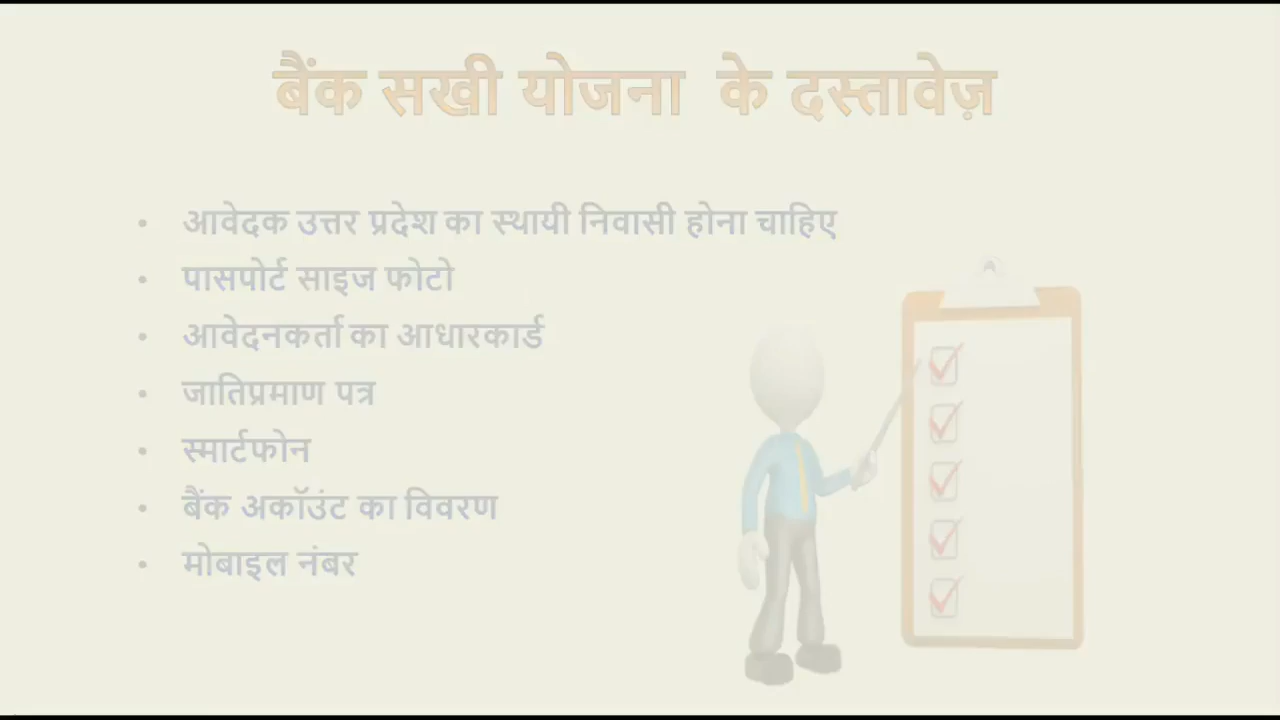 बैंक सखी योजना के दस्तावेज़
• आवेदक उत्तर प्रदेश का स्थायी निवासी होना चाहिए
• पासपोर्ट साइज फोटो
• आवेदनकर्ता का आधारकार्ड
• जातिप्रमाण पत्र
• स्मार्टफोन
• बैंक अकॉउंट का विवरण
• मोबाइल नंबर